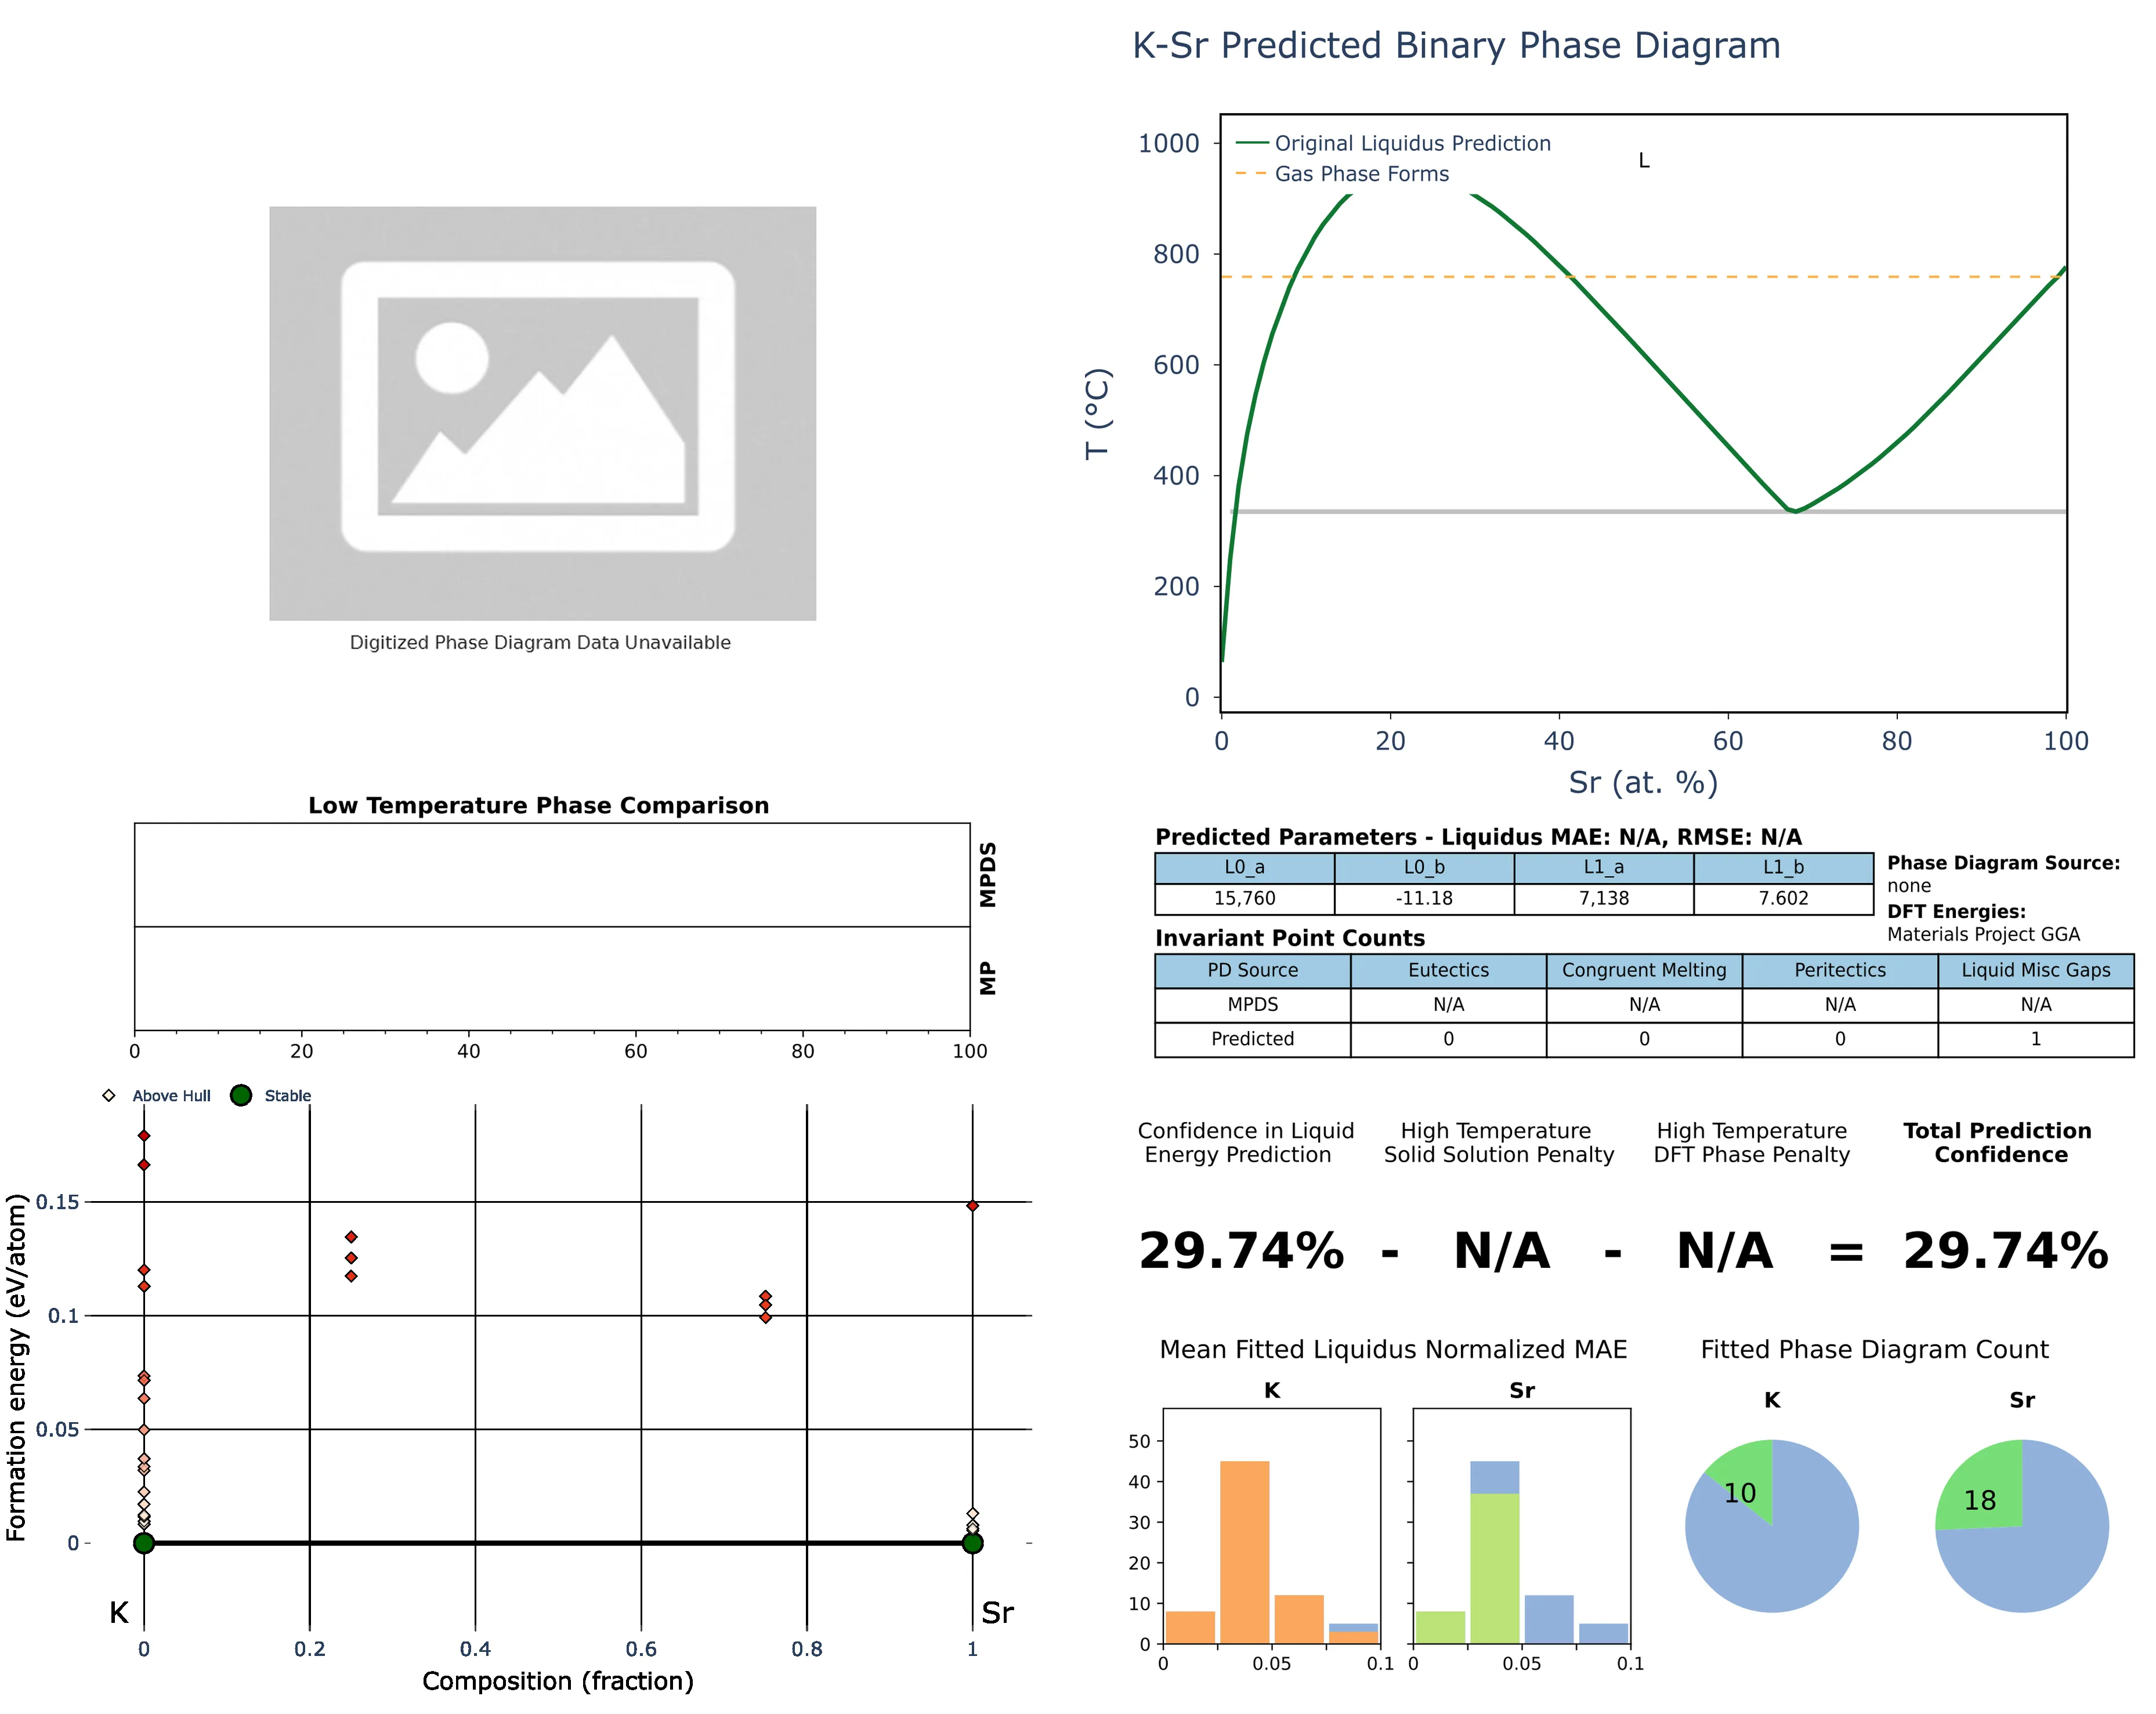 K-Sr Predicted Binary Phase Diagram
Original Liquidus Prediction
Gas Phase Forms
L
1000
800
600
400
200
0
T (°C)
0 20 40 60 80 100
Sr (at. %)
Digitized Phase Diagram Data Unavailable
Low Temperature Phase Comparison
MPDS
MP
0 20 40 60 80 100
Predicted Parameters - Liquidus MAE: N/A, RMSE: N/A
L0_a L0_b L1_a L1_b
15,760 -11.18 7,138 7.602
Phase Diagram Source:
none
DFT Energies:
Materials Project GGA
Invariant Point Counts
PD Source Eutectics Congruent Melting Peritectics Liquid Misc Gaps
MPDS N/A N/A N/A N/A
Predicted 0 0 0 1
Above Hull Stable
0.15
0.1
0.05
0
Formation energy (eV/atom)
K Sr
0 0.2 0.4 0.6 0.8 1
Composition (fraction)
Confidence in Liquid
Energy Prediction
High Temperature
Solid Solution Penalty
High Temperature
DFT Phase Penalty
Total Prediction
Confidence
29.74% - N/A - N/A = 29.74%
Mean Fitted Liquidus Normalized MAE
K Sr
50
40
30
20
10
0
0 0.05 0.1 0 0.05 0.1
Fitted Phase Diagram Count
K Sr
10 18